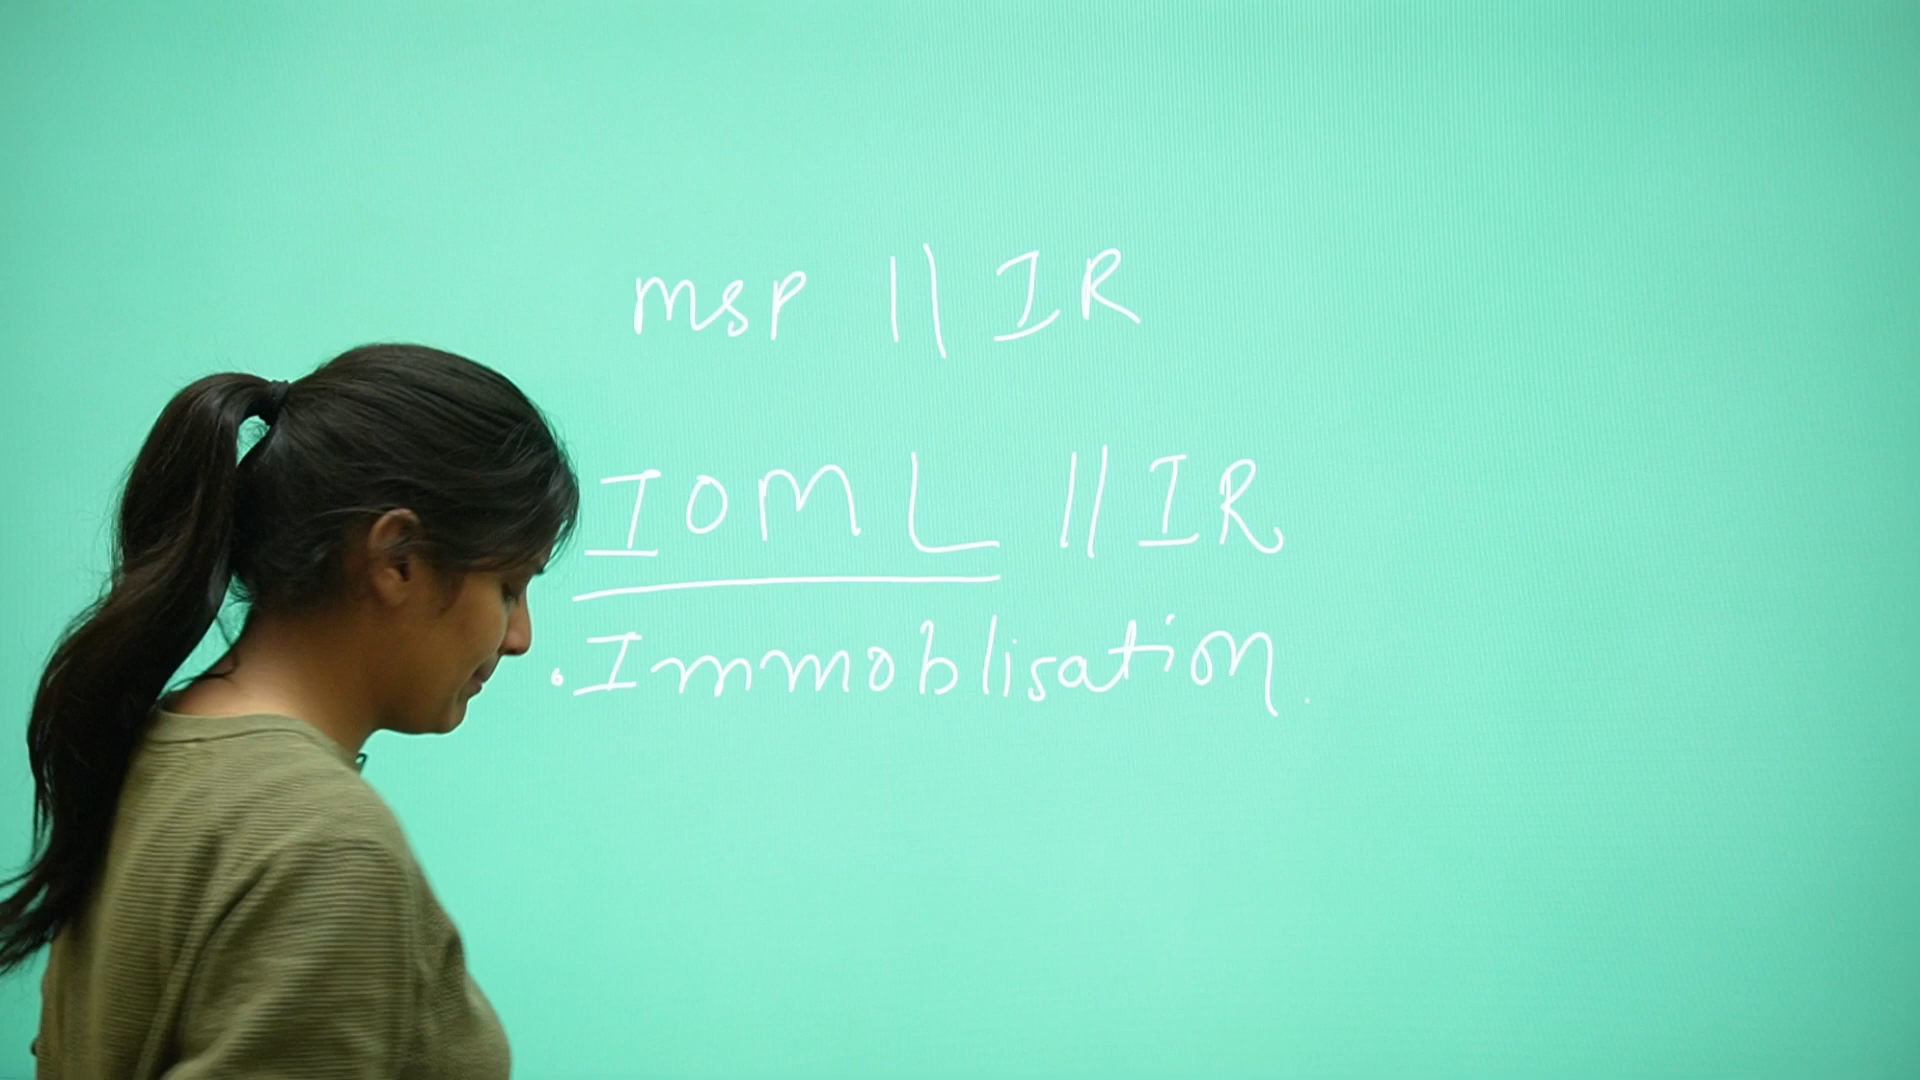 msp || IR
IOML || IR
. Immoblisation.